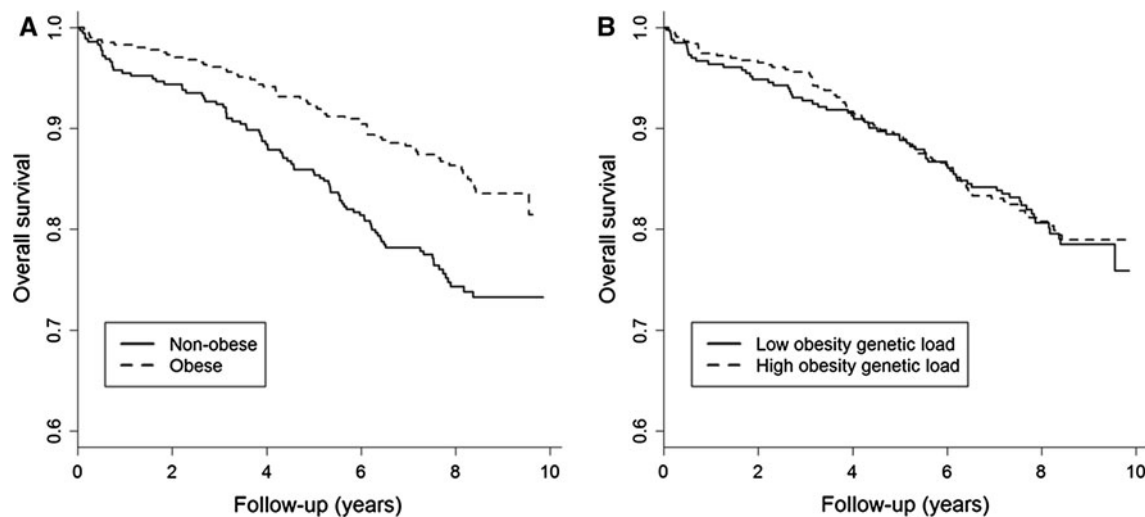 A
Overall survival
1.0
0.9
0.8
0.7
0.6
Non-obese
Obese
0 2 4 6 8 10
Follow-up (years)
B
Overall survival
1.0
0.9
0.8
0.7
0.6
Low obesity genetic load
High obesity genetic load
0 2 4 6 8 10
Follow-up (years)